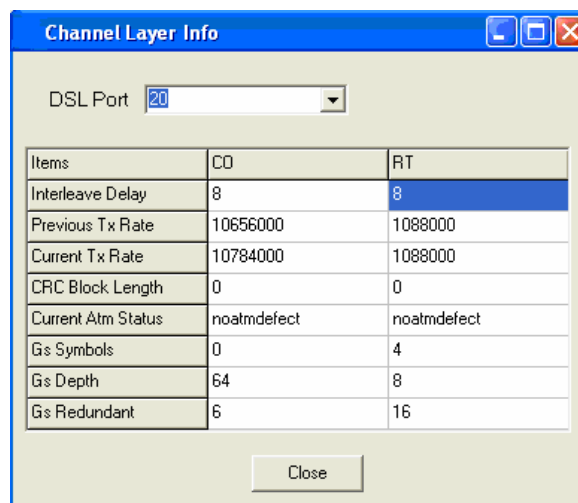 Channel Layer Info
DSL Port 20
Items CO RT
Interleave Delay 8 8
Previous Tx Rate 10656000 1088000
Current Tx Rate 10784000 1088000
CRC Block Length 0 0
Current Atm Status noatmdefect noatmdefect
Gs Symbols 0 4
Gs Depth 64 8
Gs Redundant 6 16
Close